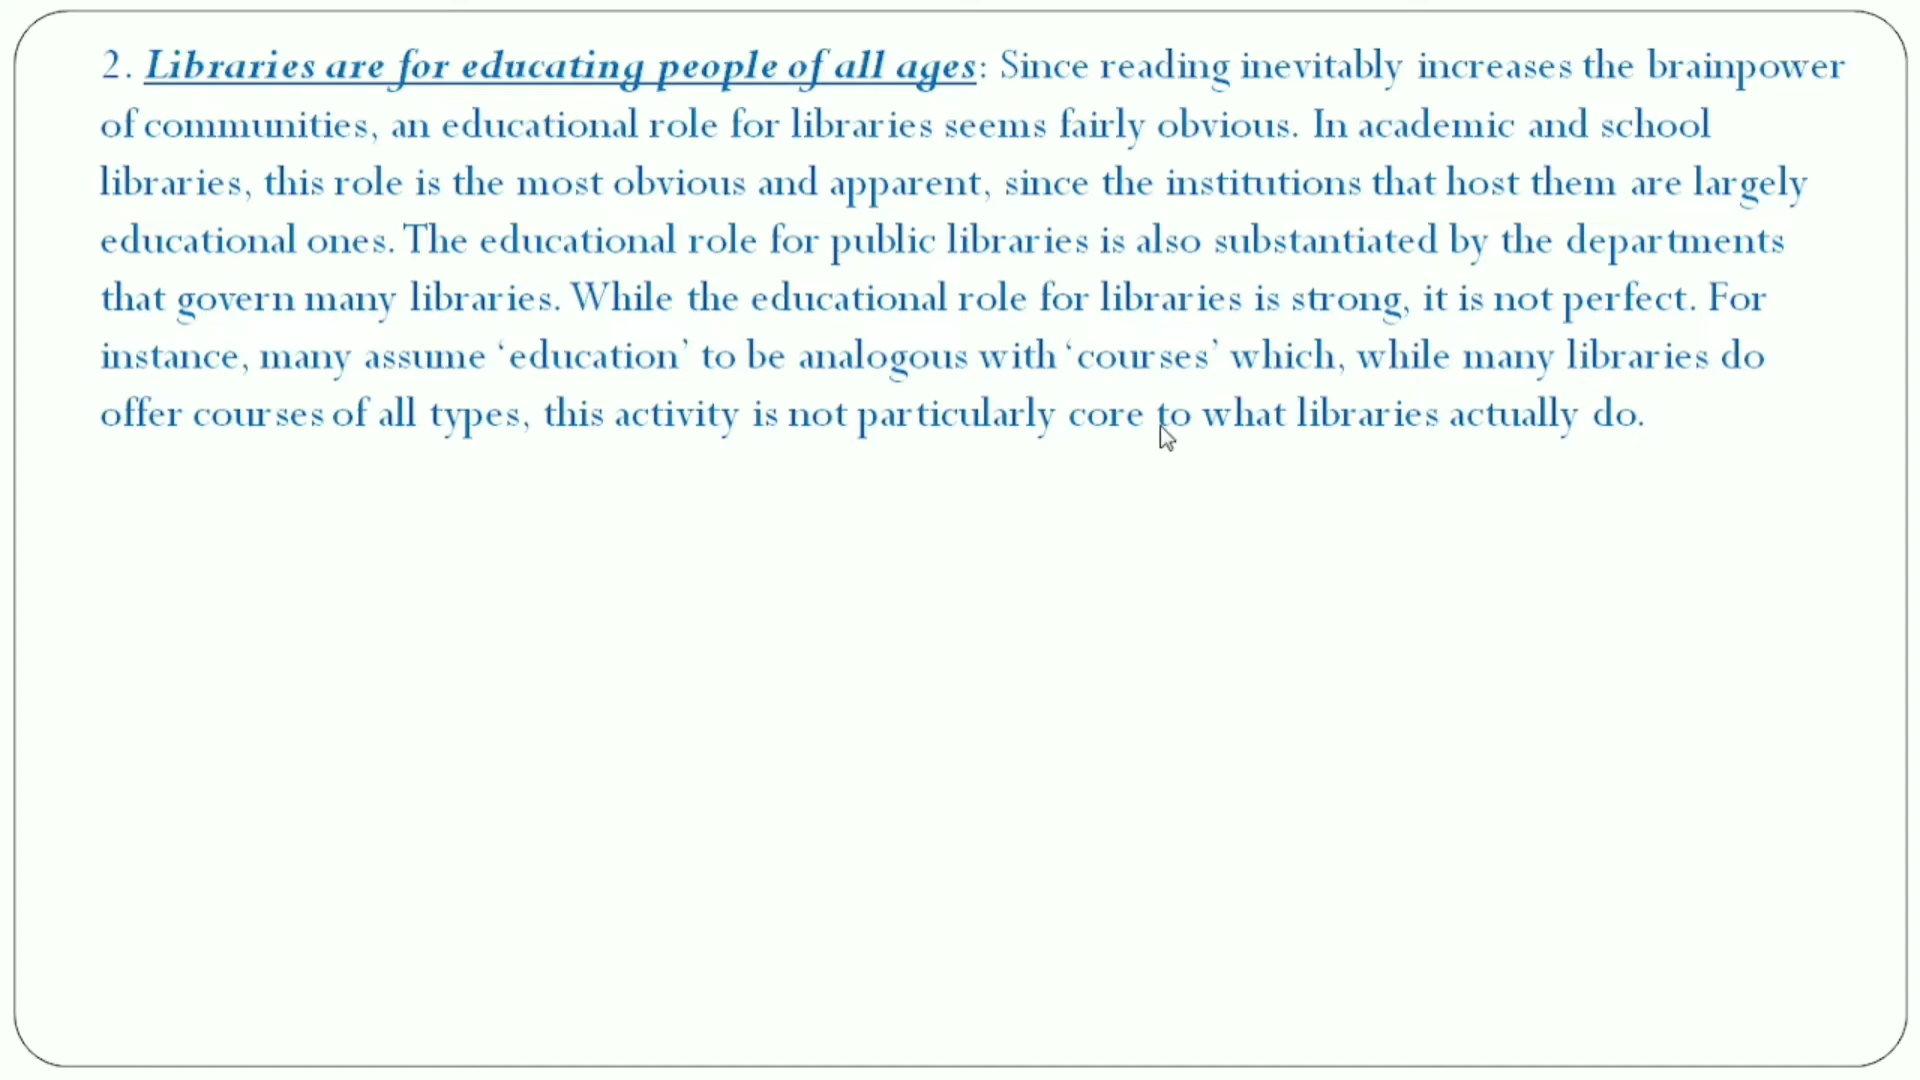 2. Libraries are for educating people of all ages: Since reading inevitably increases the brainpower
of communities, an educational role for libraries seems fairly obvious. In academic and school
libraries, this role is the most obvious and apparent, since the institutions that host them are largely
educational ones. The educational role for public libraries is also substantiated by the departments
that govern many libraries. While the educational role for libraries is strong, it is not perfect. For
instance, many assume ‘education’ to be analogous with ‘courses’ which, while many libraries do
offer courses of all types, this activity is not particularly core to what libraries actually do.